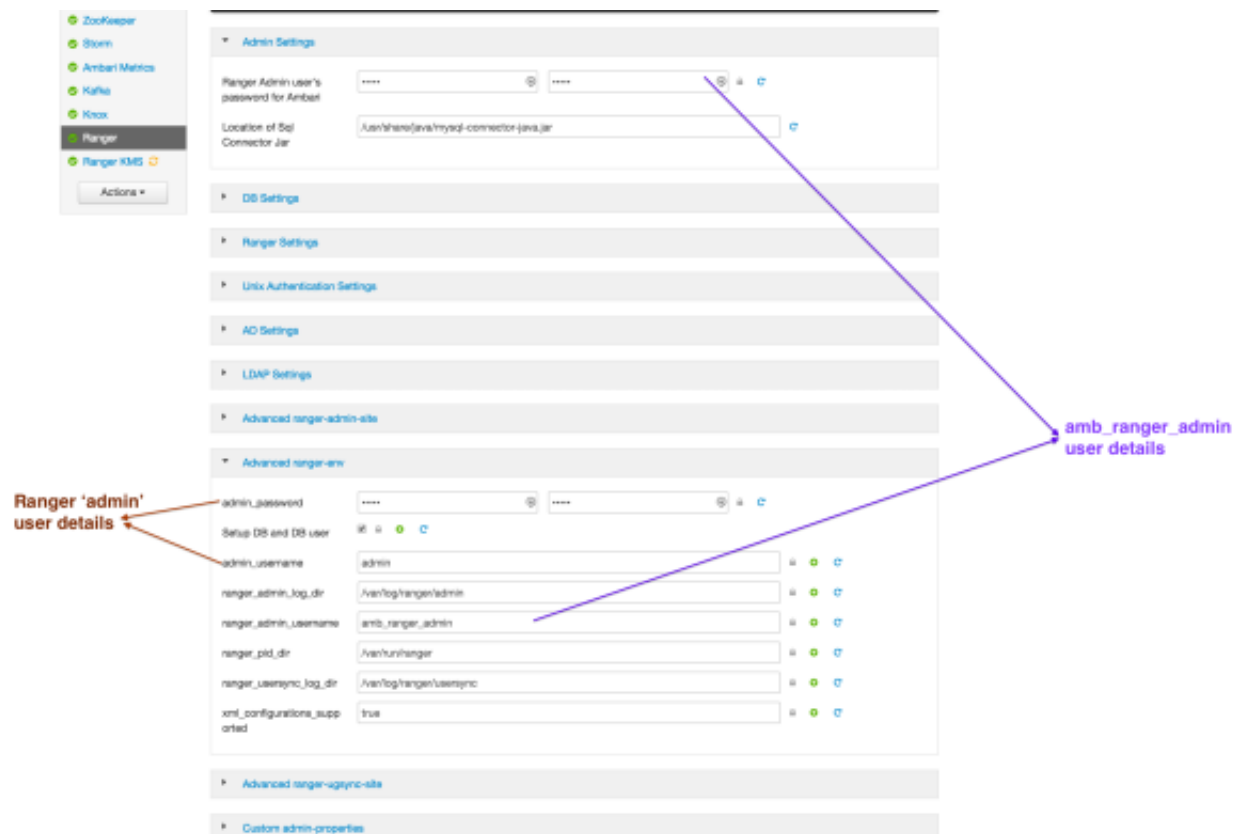 ZooKeeper
Storm
Ambari Metrics
Kafka
Knox
Ranger
Ranger KMS
Actions
Admin Settings
Ranger Admin user's
password for Ambari
•••••
•••••
Location of Sql
Connector Jar
/usr/share/java/mysql-connector-java.jar
DB Settings
Ranger Settings
Unix Authentication Settings
AD Settings
LDAP Settings
Advanced ranger-admin-site
Advanced ranger-env
Ranger ‘admin’
user details
admin_password
•••••
•••••
Setup DB and DB user
admin_username
admin
ranger_admin_log_dir
/var/log/ranger/admin
ranger_admin_username
amb_ranger_admin
ranger_pid_dir
/var/run/ranger
ranger_usersync_log_dir
/var/log/ranger/usersync
xml_configurations_supp
orted
true
amb_ranger_admin
user details
Advanced ranger-ugsync-site
Custom admin-properties